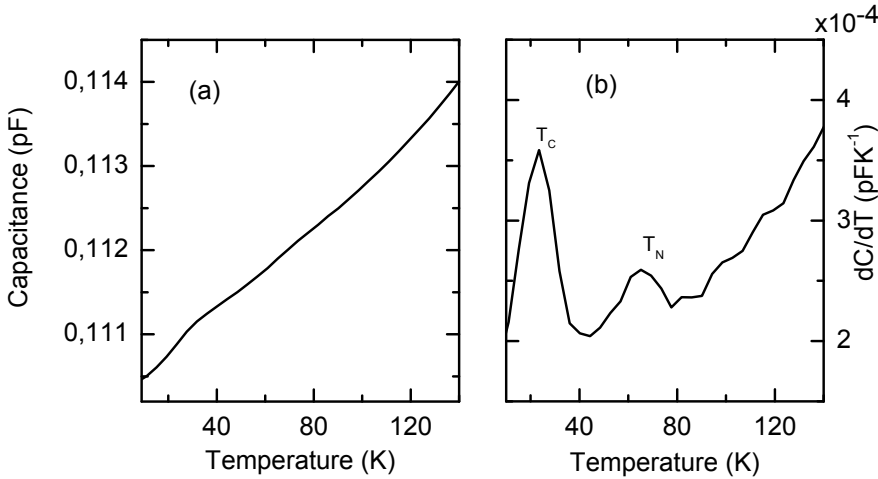 (a)
Capacitance (pF)
0,114
0,113
0,112
0,111
40
80
120
Temperature (K)
x10⁻⁴
(b)
T_C
T_N
4
3
2
dC/dT (pFK⁻¹)
40
80
120
Temperature (K)